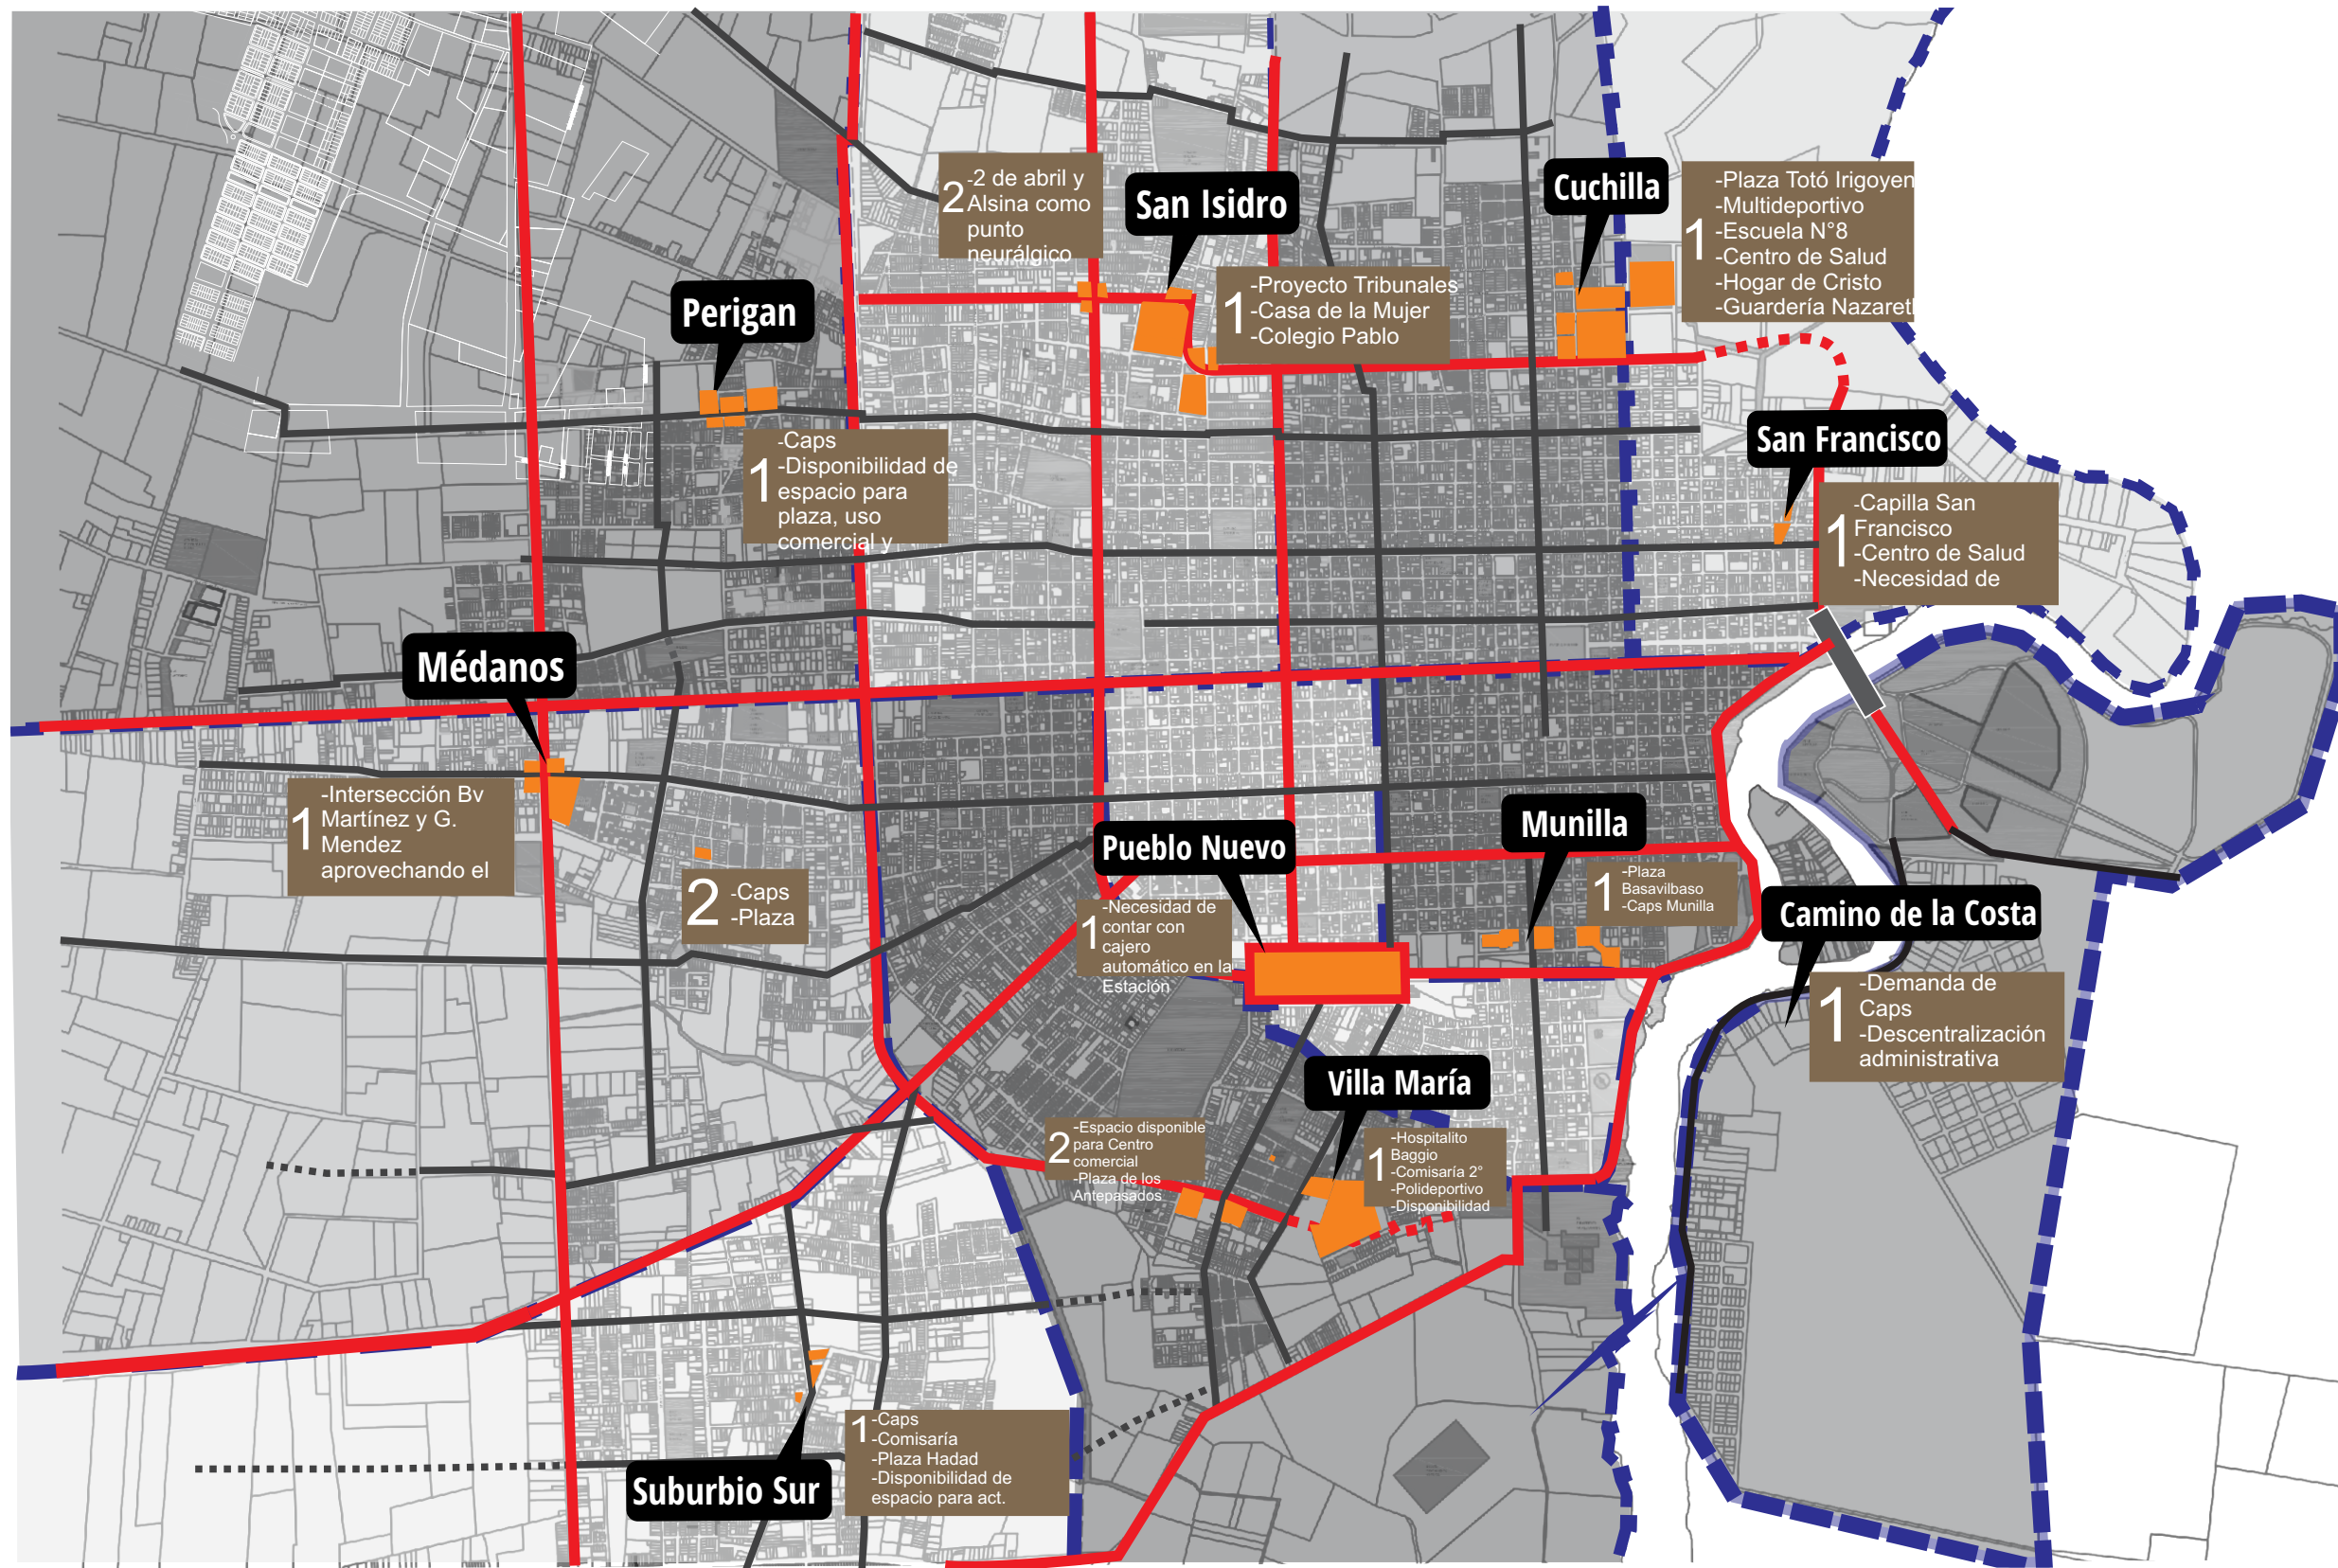 2
-2 de abril y
Alsina como
punto
neurálgico
San Isidro
Cuchilla
1
-Plaza Totó Irigoyen
-Multideportivo
-Escuela N°8
-Centro de Salud
-Hogar de Cristo
-Guardería Nazaret
Perigan
1
-Proyecto Tribunales
-Casa de la Mujer
-Colegio Pablo
San Francisco
1
-Caps
-Disponibilidad de
espacio para
plaza, uso
comercial y
1
-Capilla San
Francisco
-Centro de Salud
-Necesidad de
Médanos
1
-Intersección Bv
Martínez y G.
Mendez
aprovechando el
2
-Caps
-Plaza
Pueblo Nuevo
1
-Necesidad de
contar con
cajero
automático en la
Estación
Munilla
1
-Plaza
Basavilbaso
-Caps Munilla
Camino de la Costa
1
-Demanda de
Caps
-Descentralización
administrativa
Villa María
2
-Espacio disponible
para Centro
comercial
-Plaza de los
Antepasados
1
-Hospitalito
Baggio
-Comisaría 2°
-Polideportivo
-Disponibilidad
Suburbio Sur
1
-Caps
-Comisaría
-Plaza Hadad
-Disponibilidad de
espacio para act.